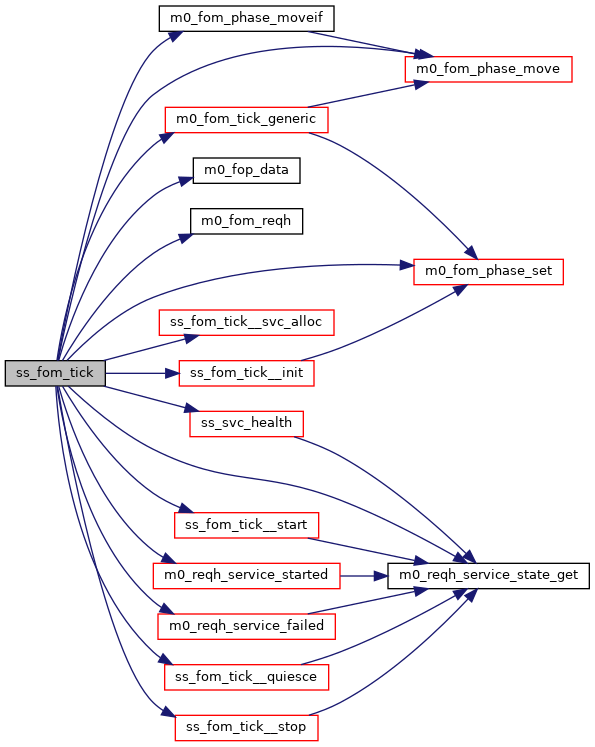 m0_fom_phase_moveif
m0_fom_phase_move
m0_fom_tick_generic
m0_fop_data
m0_fom_reqh
m0_fom_phase_set
ss_fom_tick__svc_alloc
ss_fom_tick
ss_fom_tick__init
ss_svc_health
ss_fom_tick__start
m0_reqh_service_started
m0_reqh_service_state_get
m0_reqh_service_failed
ss_fom_tick__quiesce
ss_fom_tick__stop